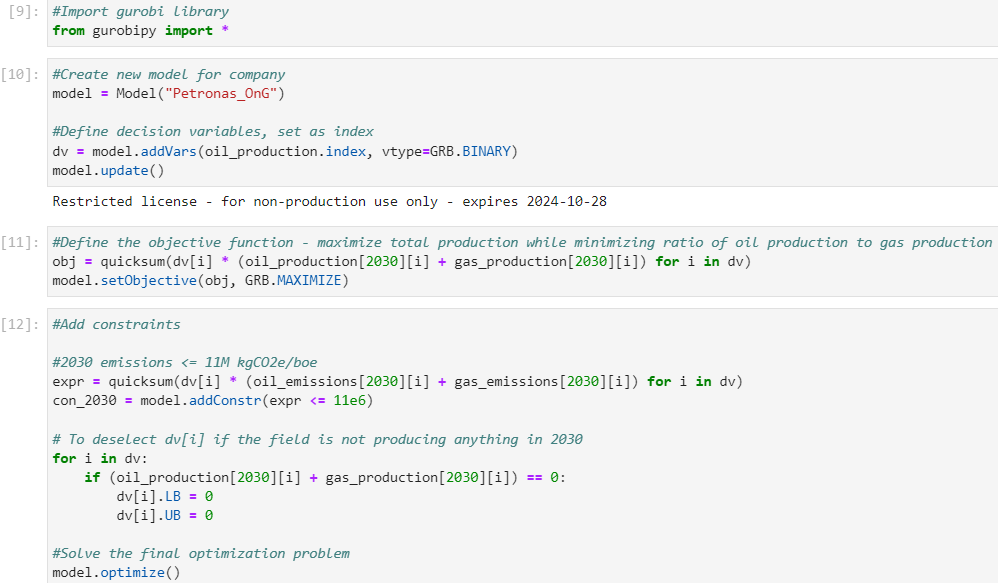 [9]: #Import gurobi library
from gurobipy import *
[10]: #Create new model for company
model = Model("Petronas_OnG")
#Define decision variables, set as index
dv = model.addVars(oil_production.index, vtype=GRB.BINARY)
model.update()
Restricted license - for non-production use only - expires 2024-10-28
[11]: #Define the objective function - maximize total production while minimizing ratio of oil production to gas production
obj = quicksum(dv[i] * (oil_production[2030][i] + gas_production[2030][i]) for i in dv)
model.setObjective(obj, GRB.MAXIMIZE)
[12]: #Add constraints
#2030 emissions <= 11M kgCO2e/boe
expr = quicksum(dv[i] * (oil_emissions[2030][i] + gas_emissions[2030][i]) for i in dv)
con_2030 = model.addConstr(expr <= 11e6)
# To deselect dv[i] if the field is not producing anything in 2030
for i in dv:
    if (oil_production[2030][i] + gas_production[2030][i]) == 0:
        dv[i].LB = 0
        dv[i].UB = 0
#Solve the final optimization problem
model.optimize()